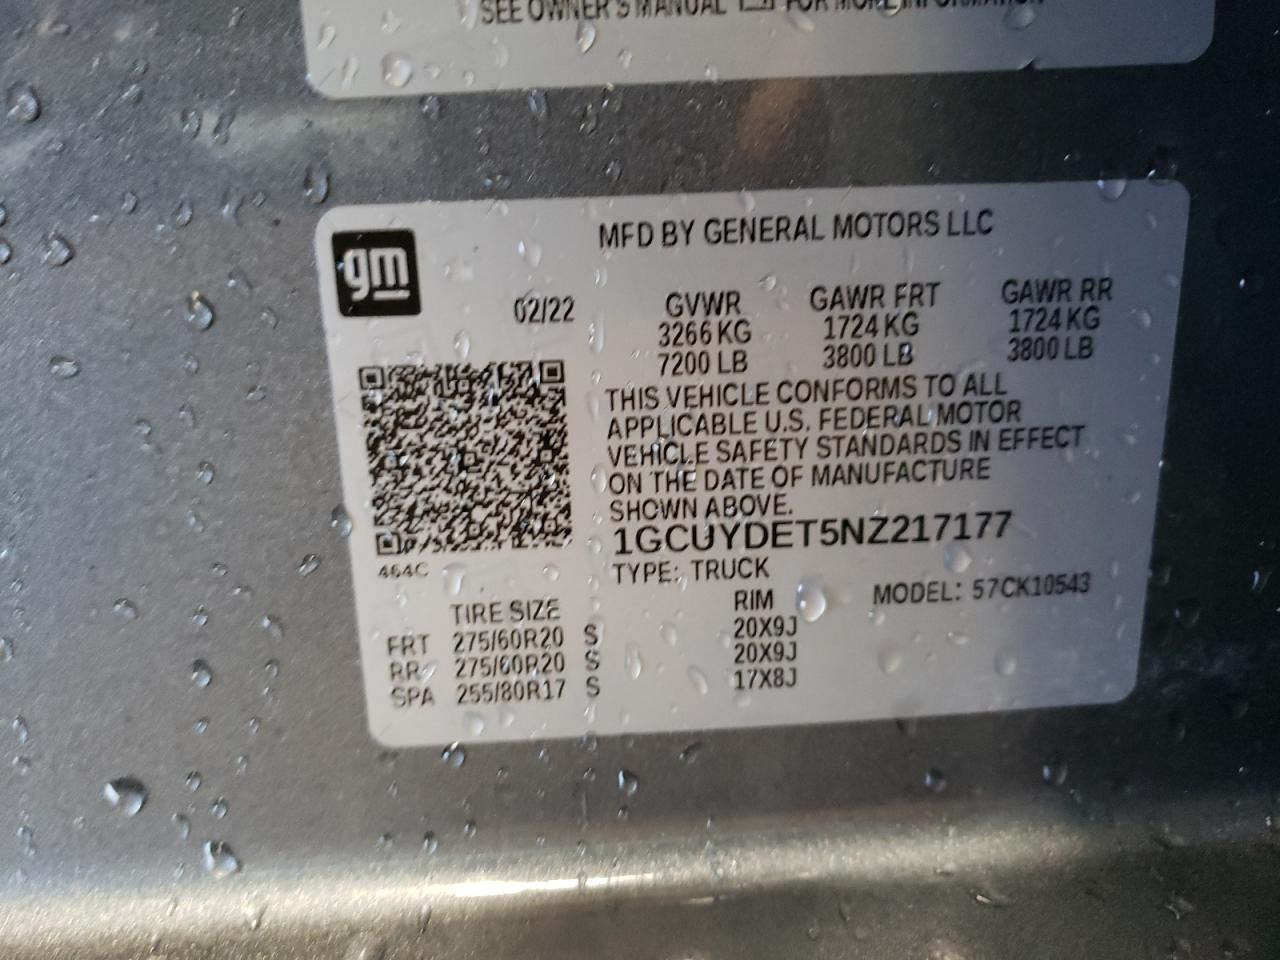 SEE OWNER'S MANUAL FOR MORE INFORMATION
gm
MFD BY GENERAL MOTORS LLC
02/22 GVWR GAWR FRT GAWR RR
3266 KG 1724 KG 1724 KG
7200 LB 3800 LB 3800 LB
THIS VEHICLE CONFORMS TO ALL
APPLICABLE U.S. FEDERAL MOTOR
VEHICLE SAFETY STANDARDS IN EFFECT
ON THE DATE OF MANUFACTURE
SHOWN ABOVE.
1GCUYDET5NZ217177
464C
TYPE: TRUCK
MODEL: 57CK10543
TIRE SIZE RIM
FRT 275/60R20 S 20X9J
RR 275/60R20 S 20X9J
SPA 255/80R17 S 17X8J